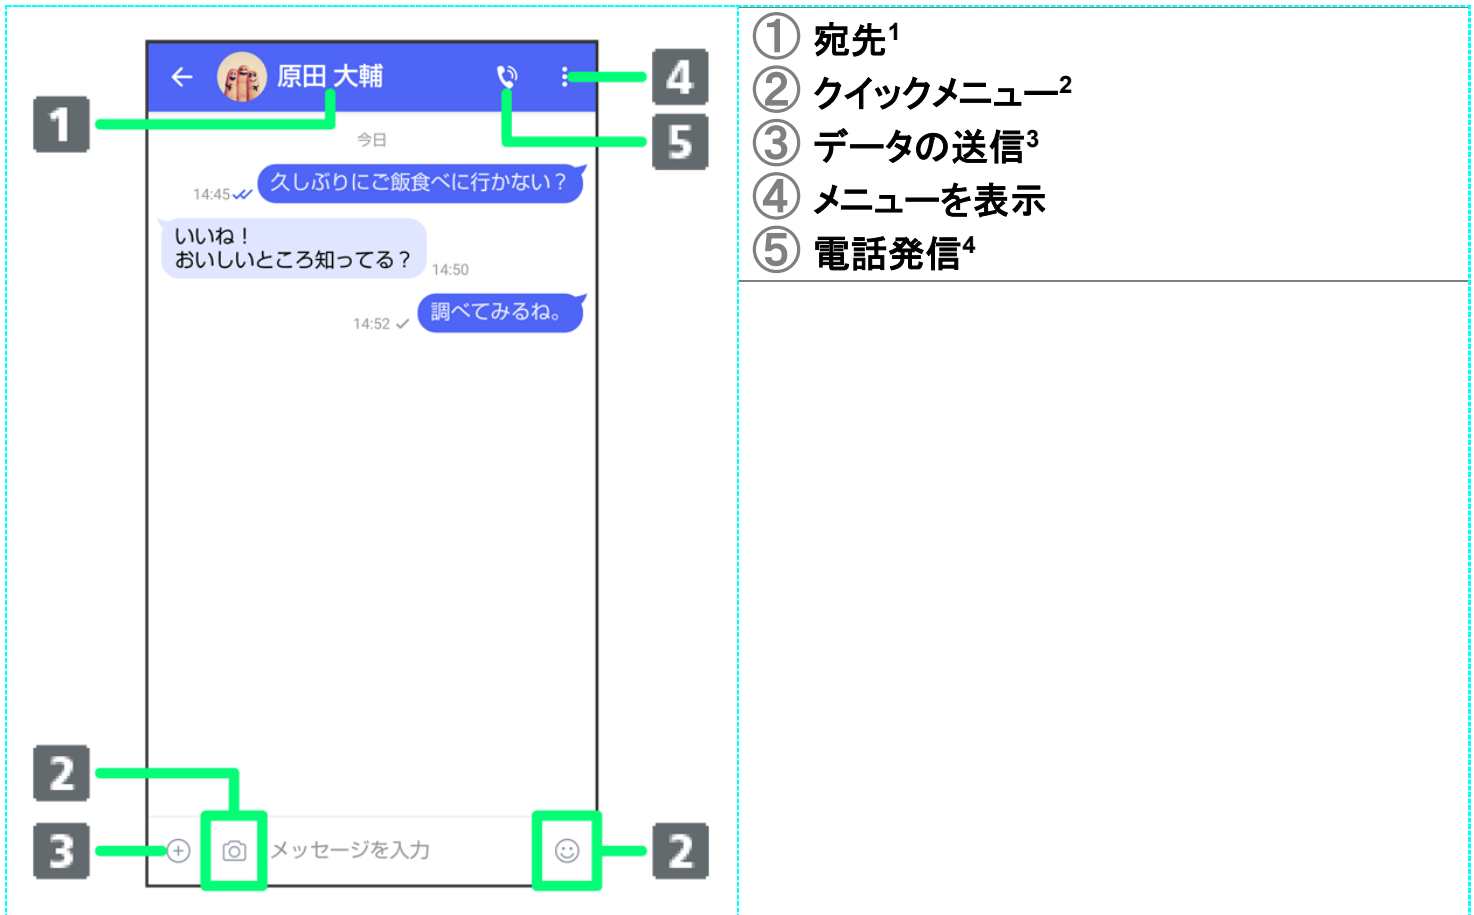 原田 大輔
4
1
5
今日
久しぶりにご飯食べに行かない？
14:45
いいね！
おいしいところ知ってる？
14:50
調べてみるね。
14:52
2
3
メッセージを入力
2
① 宛先1
② クイックメニュー2
③ データの送信3
④ メニューを表示
⑤ 電話発信4